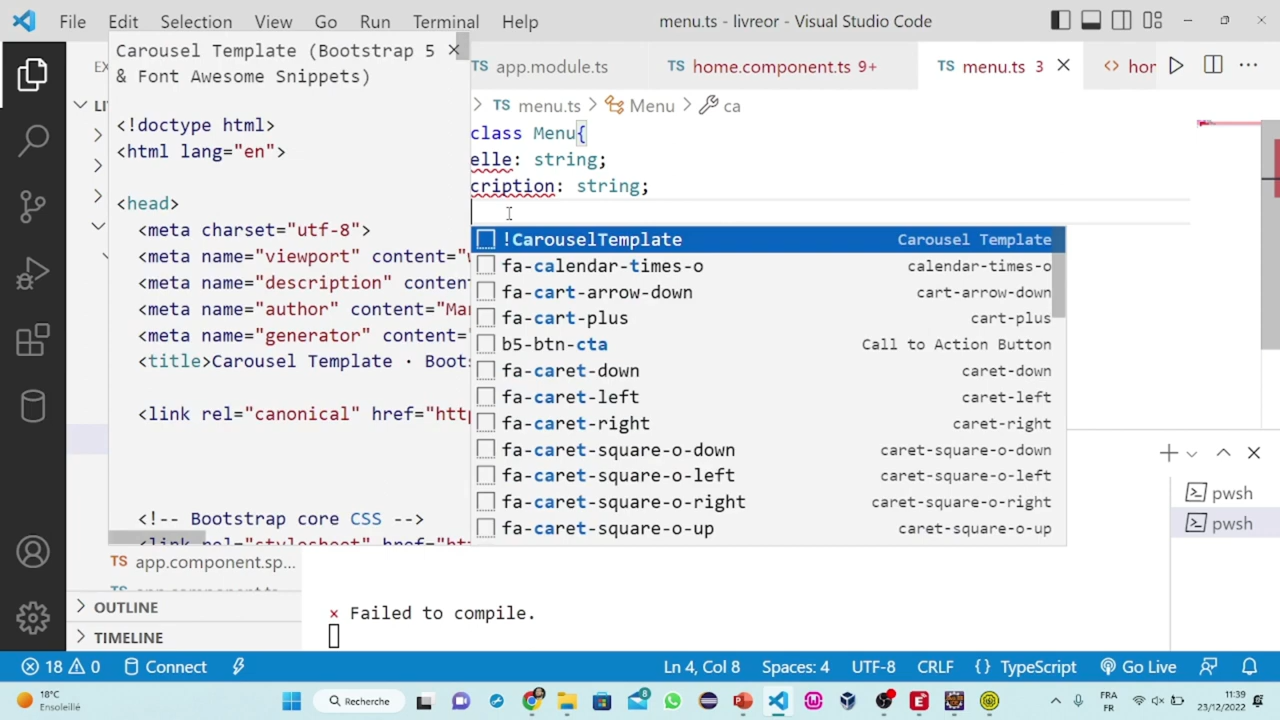 File Edit Selection View Go Run Terminal Help menu.ts - livreor - Visual Studio Code
Carousel Template (Bootstrap 5
& Font Awesome Snippets)
app.module.ts home.component.ts 9+ menu.ts 3
TS menu.ts > Menu > ca
<!doctype html>
<html lang="en">
<head>
<meta charset="utf-8">
<meta name="viewport" content="
<meta name="description" conten
<meta name="author" content="Mar
<meta name="generator" content=
<title>Carousel Template · Boots
<link rel="canonical" href="http
<!-- Bootstrap core CSS -->
class Menu{
elle: string;
cription: string;
!CarouselTemplate Carousel Template
fa-calendar-times-o calendar-times-o
fa-cart-arrow-down cart-arrow-down
fa-cart-plus cart-plus
b5-btn-cta Call to Action Button
fa-caret-down caret-down
fa-caret-left caret-left
fa-caret-right caret-right
fa-caret-square-o-down caret-square-o-down
fa-caret-square-o-left caret-square-o-left
fa-caret-square-o-right caret-square-o-right
fa-caret-square-o-up caret-square-o-up
pwsh
pwsh
app.component.sp...
OUTLINE
TIMELINE
× Failed to compile.
18 0 Connect Ln 4, Col 8 Spaces: 4 UTF-8 CRLF {} TypeScript Go Live
18°C
Ensoleillé
Recherche
FRA
FR
11:39
23/12/2022